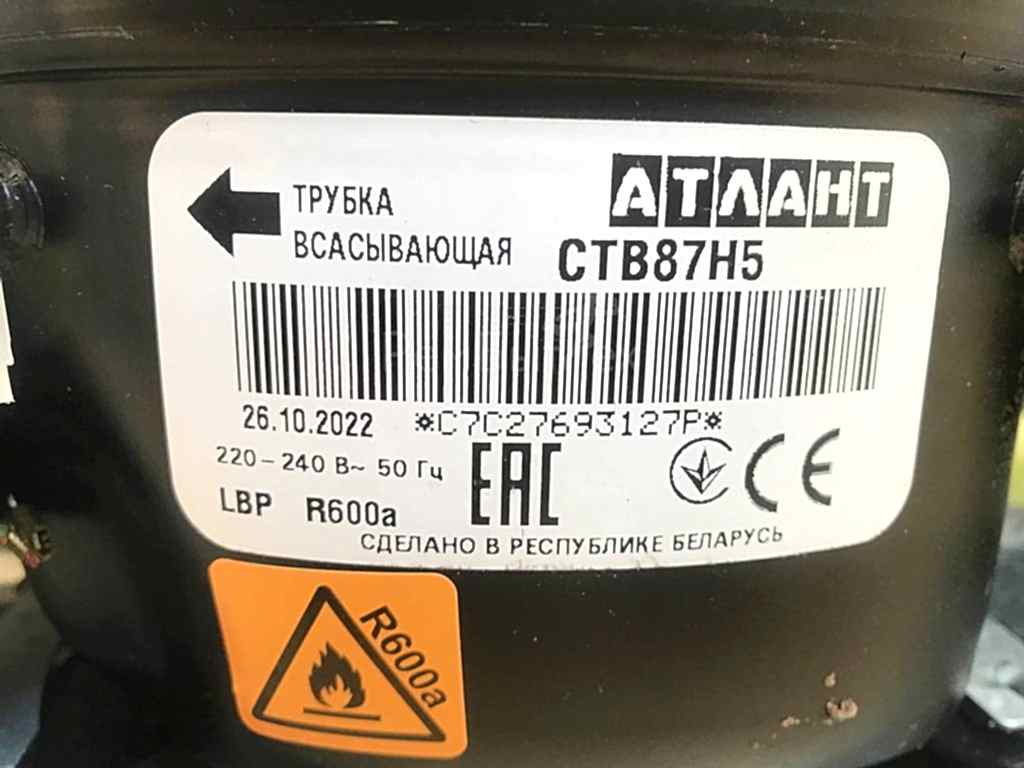 ТРУБКА
ВСАСЫВАЮЩАЯ
АТЛАНТ
СТВ87Н5
26.10.2022 *C7C27693127P*
220-240 В~ 50 Гц
LBP R600a
EAC
CE
СДЕЛАНО В РЕСПУБЛИКЕ БЕЛАРУСЬ
R600a